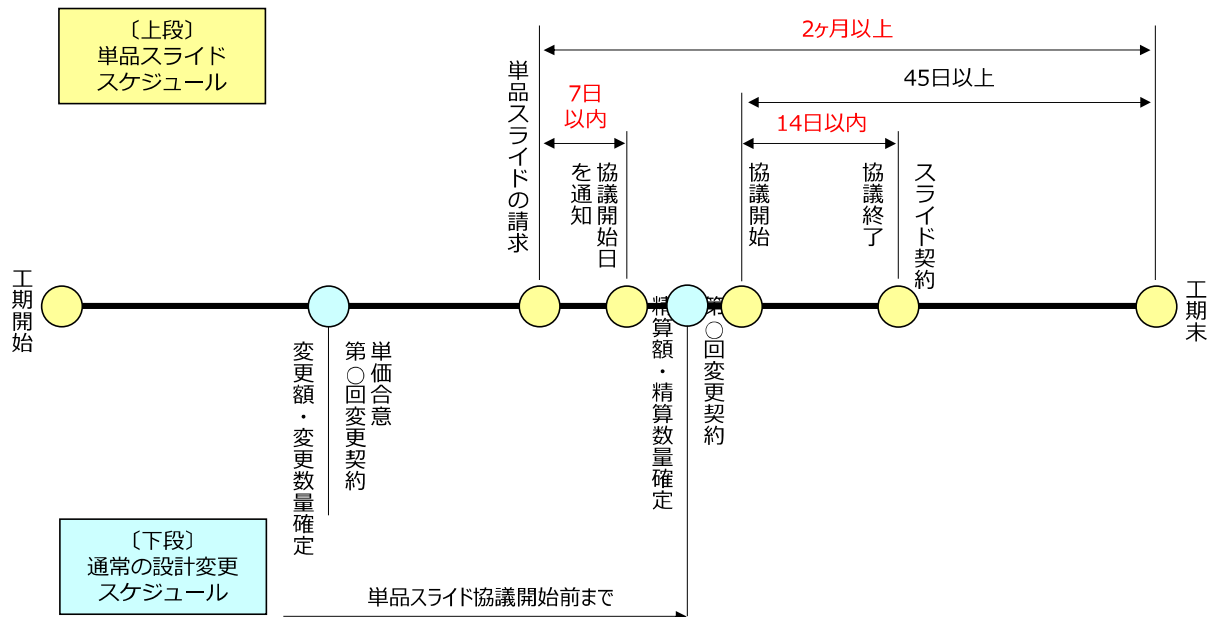 〔上段〕
単品スライド
スケジュール
2ヶ月以上
45日以上
7日
以内
14日以内
単品スライドの請求
協議開始日
を通知
協議開始
協議終了
スライド契約
工期開始
工期末
単価合意
第○回変更契約
変更額・変更数量確定
第○回変更契約
精算額・精算数量確定
〔下段〕
通常の設計変更
スケジュール
単品スライド協議開始前まで